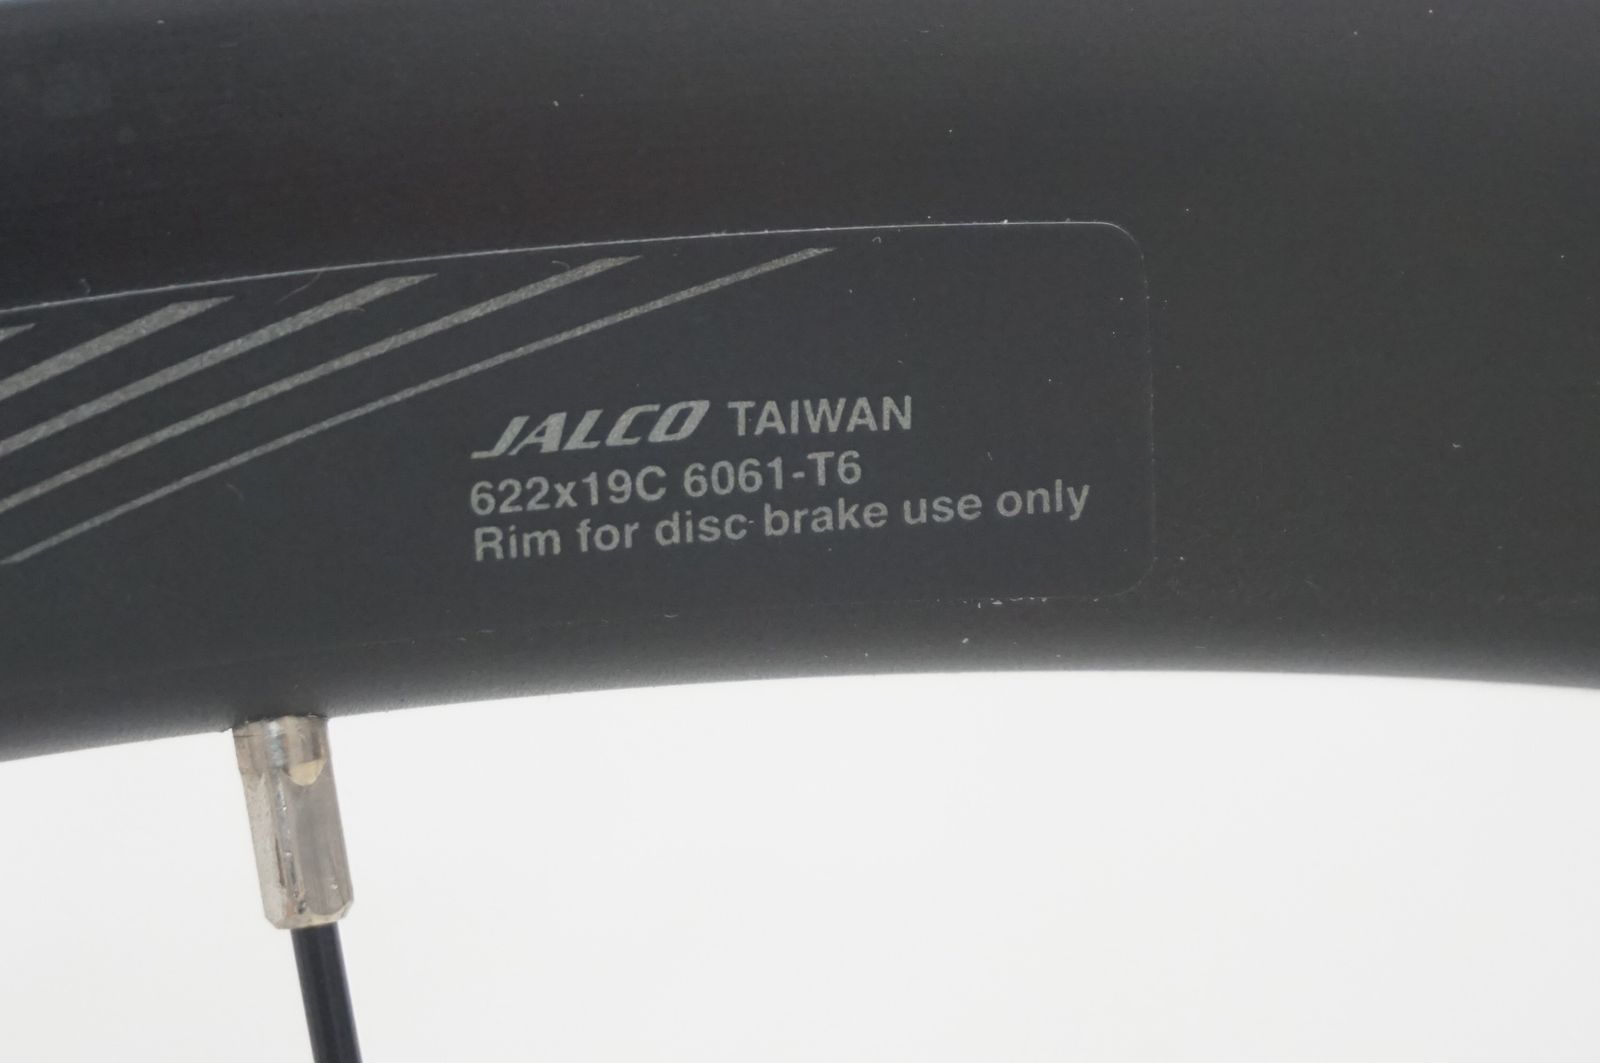 JALCO TAIWAN
622x19C 6061-T6
Rim for disc brake use only